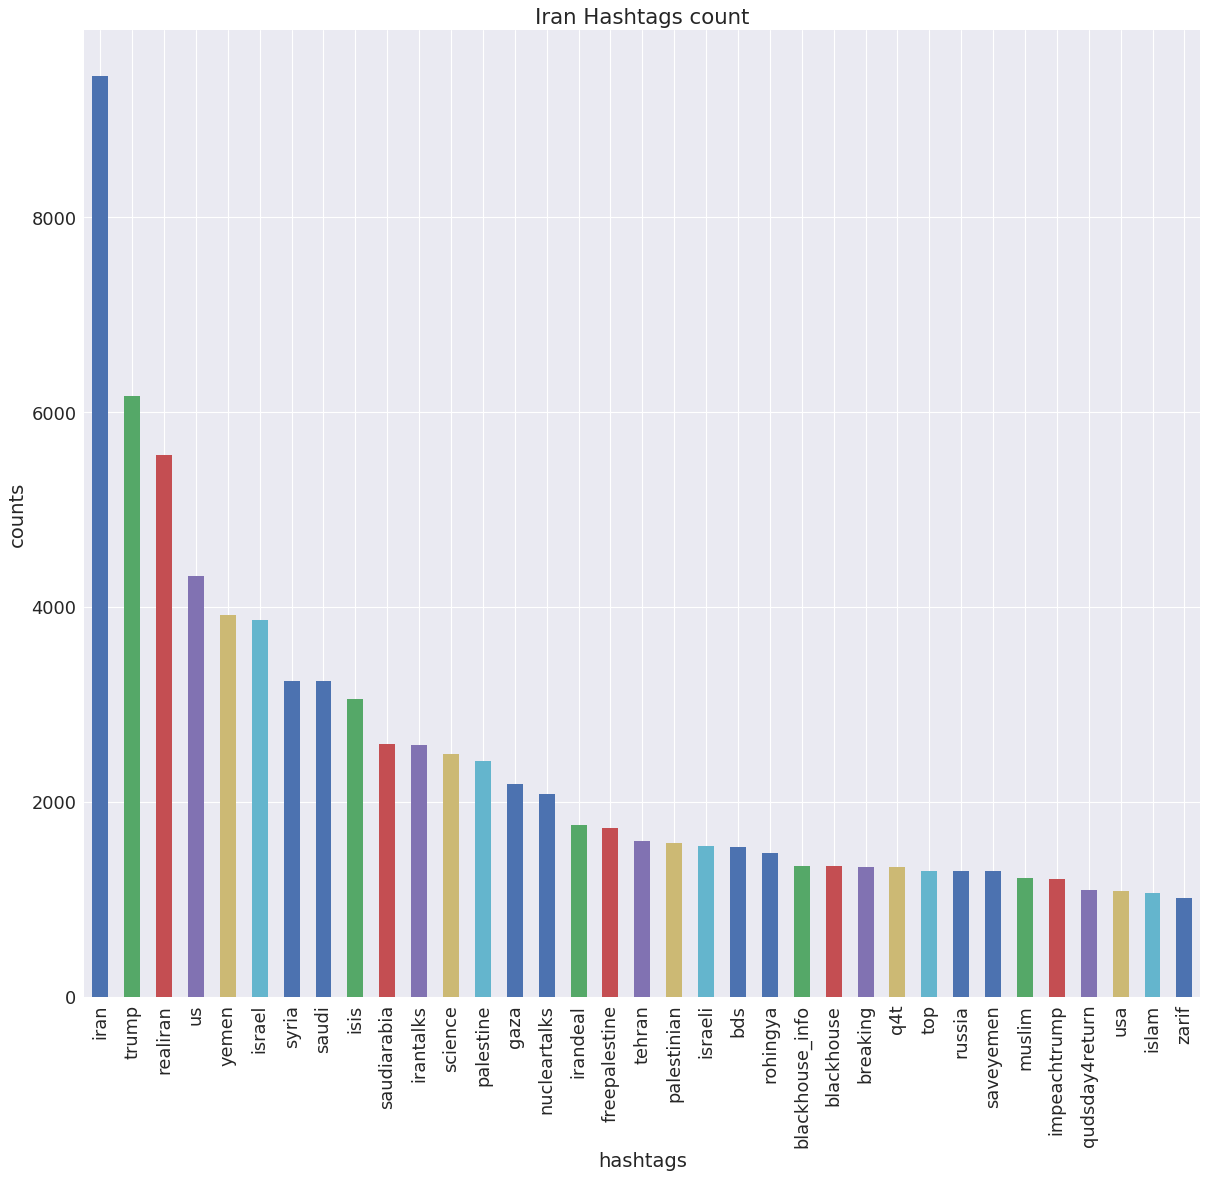 Iran Hashtags count
8000
6000
4000
2000
0
counts
iran
trump
realiran
us
yemen
israel
syria
saudi
isis
saudiarabia
irantalks
science
palestine
gaza
nucleartalks
irandeal
freepalestine
tehran
palestinian
israeli
bds
rohingya
blackhouse_info
blackhouse
breaking
q4t
top
russia
saveyemen
muslim
impeachtrump
qudsday4return
usa
islam
zarif
hashtags